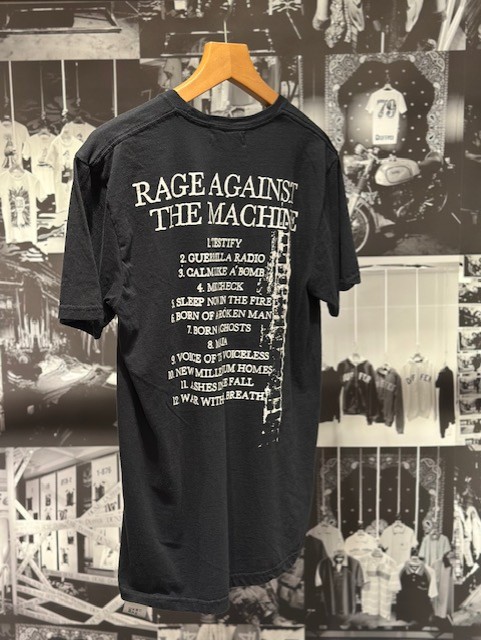 RAGE AGAINST
THE MACHINE
1. TESTIFY
2. GUERRILLA RADIO
3. CALM LIKE A BOMB
4. MIC CHECK
5. SLEEP NOW IN THE FIRE
6. BORN OF A BROKEN MAN
7. BORN AS GHOSTS
8. MARIA
9. VOICE OF THE VOICELESS
10. NEW MILLENIUM HOMES
11. ASHES IN THE FALL
12. WAR WITHIN A BREATH
79